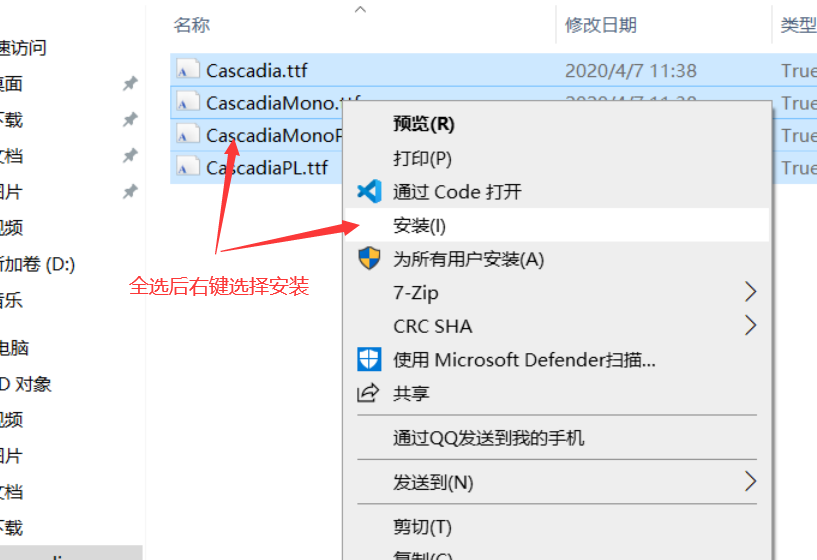 名称
修改日期
类型
速访问
桌面
下载
文档
图片
视频
新加卷 (D:)
音乐
电脑
3D 对象
视频
图片
文档
下载
Cascadia.ttf
2020/4/7 11:38
True
CascadiaMono.ttf
2020/4/7 11:38
True
CascadiaMonoP
True
CascadiaPL.ttf
True
预览(R)
打印(P)
通过 Code 打开
安装(I)
为所有用户安装(A)
7-Zip
CRC SHA
使用 Microsoft Defender扫描...
共享
通过QQ发送到我的手机
发送到(N)
剪切(T)
复制(C)
全选后右键选择安装